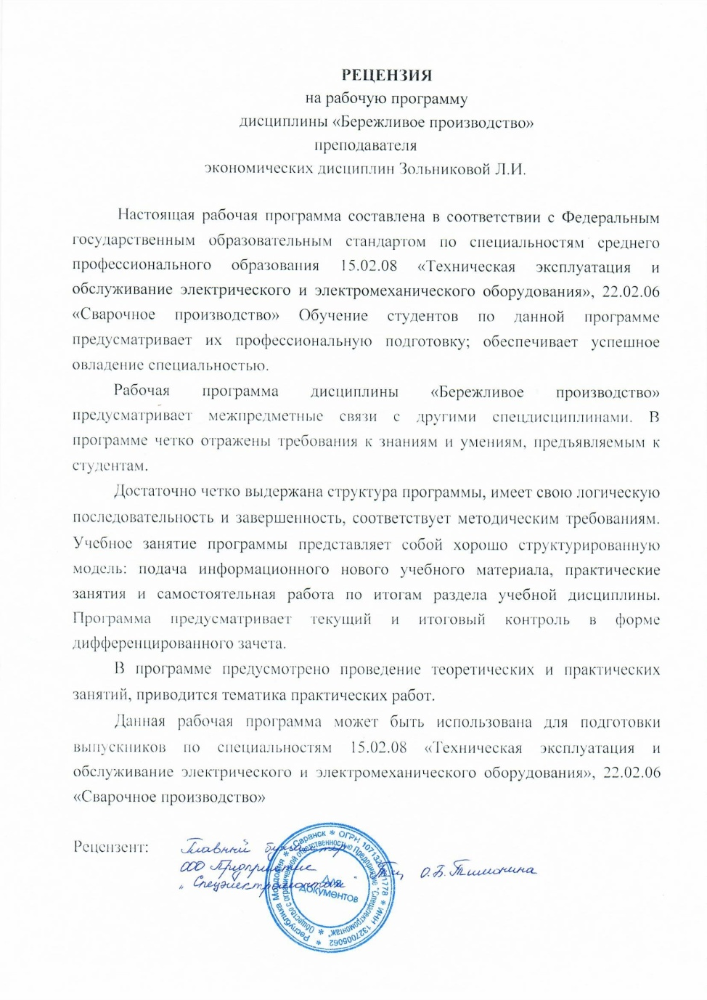 РЕЦЕНЗИЯ
на рабочую программу
дисциплины «Бережливое производство»
преподавателя
экономических дисциплин Зольниковой Л.И.
Настоящая рабочая программа составлена в соответствии с Федеральным
государственным образовательным стандартом по специальностям среднего
профессионального образования 15.02.08 «Техническая эксплуатация и
обслуживание электрического и электромеханического оборудования», 22.02.06
«Сварочное производство» Обучение студентов по данной программе
предусматривает их профессиональную подготовку; обеспечивает успешное
овладение специальностью.
Рабочая программа дисциплины «Бережливое производство»
предусматривает межпредметные связи с другими спецдисциплинами. В
программе четко отражены требования к знаниям и умениям, предъявляемым к
студентам.
Достаточно четко выдержана структура программы, имеет свою логическую
последовательность и завершенность, соответствует методическим требованиям.
Учебное занятие программы представляет собой хорошо структурированную
модель: подача информационного нового учебного материала, практические
занятия и самостоятельная работа по итогам раздела учебной дисциплины.
Программа предусматривает текущий и итоговый контроль в форме
дифференцированного зачета.
В программе предусмотрено проведение теоретических и практических
занятий, приводится тематика практических работ.
Данная рабочая программа может быть использована для подготовки
выпускников по специальностям 15.02.08 «Техническая эксплуатация и
обслуживание электрического и электромеханического оборудования», 22.02.06
«Сварочное производство»
Рецензент: Главный бухгалтер
ООО Предприятие
„Спецэлектромонтаж" О.Б. Тимонина
Республика Мордовия * г. Саранск * ОГРН
* ИНН 1327005062 *
Общество с ограниченной ответственностью Предприятие "Спецэлектромонтаж" *
Для
документов